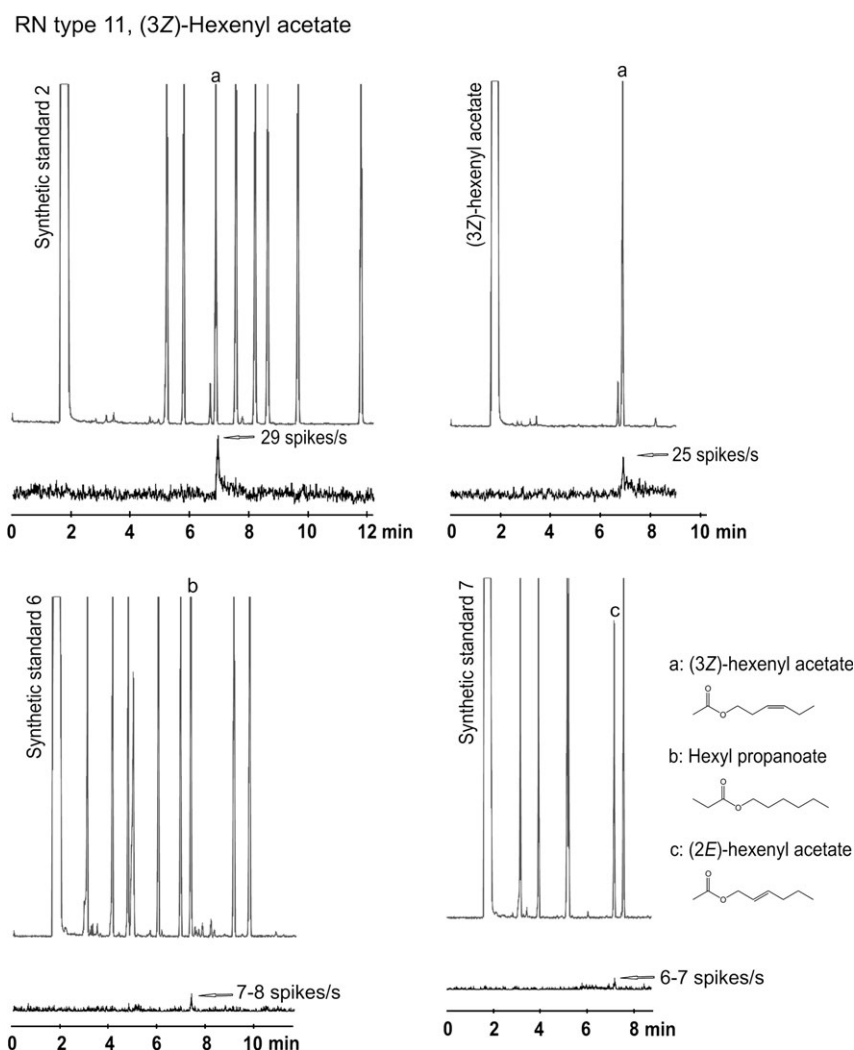 RN type 11, (3Z)-Hexenyl acetate
a
Synthetic standard 2
29 spikes/s
0 2 4 6 8 10 12 min
a
(3Z)-hexenyl acetate
25 spikes/s
0 2 4 6 8 10 min
b
Synthetic standard 6
7-8 spikes/s
0 2 4 6 8 10 min
c
Synthetic standard 7
6-7 spikes/s
0 2 4 6 8 min
a: (3Z)-hexenyl acetate
O
O
b: Hexyl propanoate
O
O
c: (2E)-hexenyl acetate
O
O